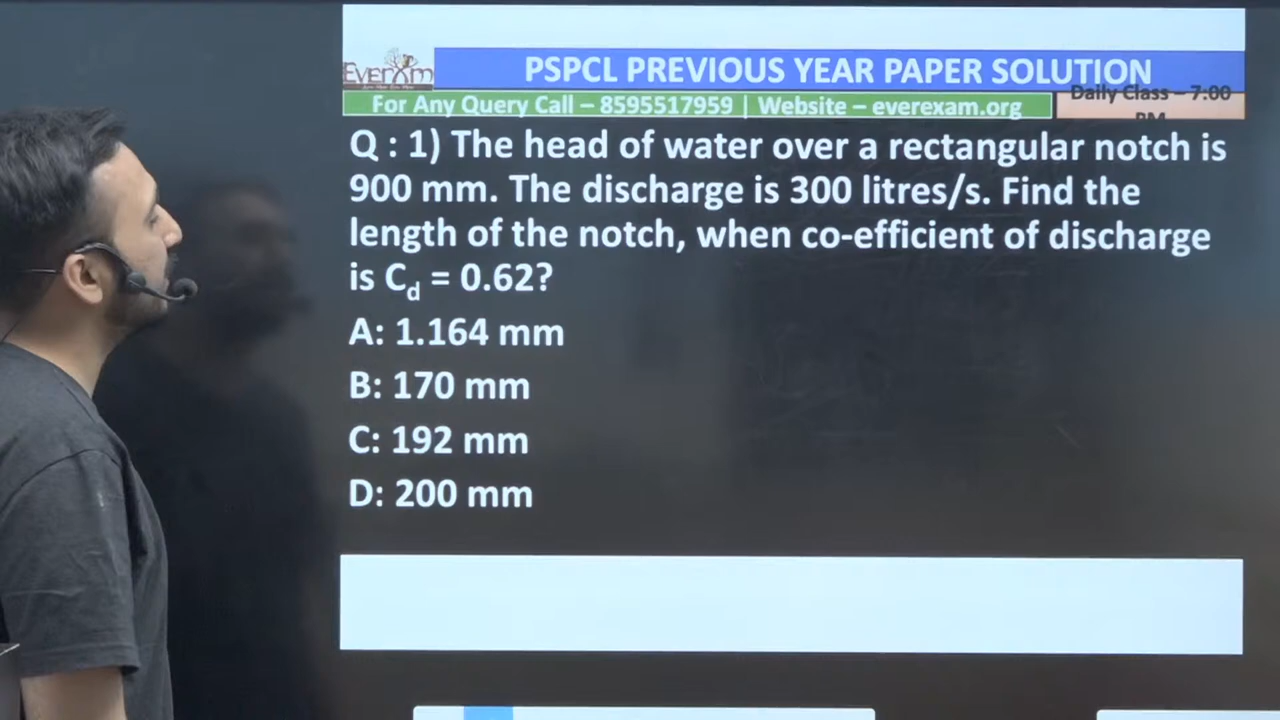 EVEREXAM
PSPCL PREVIOUS YEAR PAPER SOLUTION
For Any Query Call – 8595517959 | Website – everexam.org
Daily Class – 7:00
PM
Q : 1) The head of water over a rectangular notch is
900 mm. The discharge is 300 litres/s. Find the
length of the notch, when co-efficient of discharge
is Cd = 0.62?
A: 1.164 mm
B: 170 mm
C: 192 mm
D: 200 mm